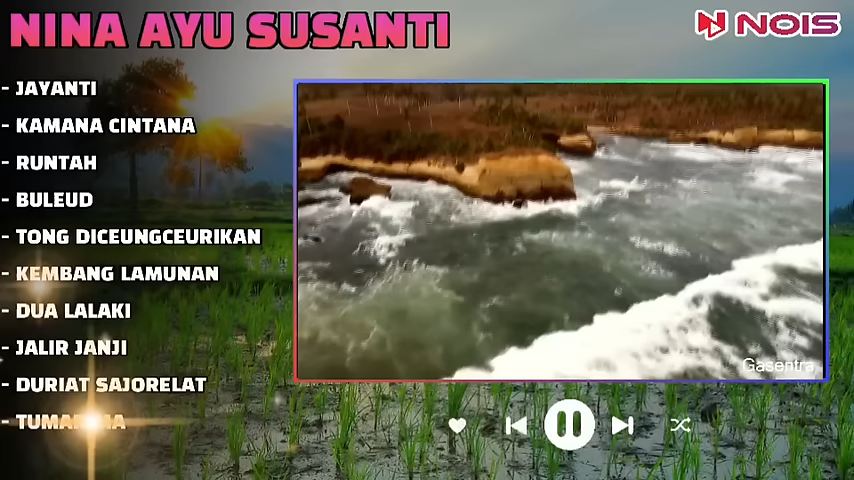 NINA AYU SUSANTI
NOIS
- JAYANTI
- KAMANA CINTANA
- RUNTAH
- BULEUD
- TONG DICEUNGCEURIKAN
- KEMBANG LAMUNAN
- DUA LALAKI
- JALIR JANJI
- DURIAT SAJORELAT
Gasentra